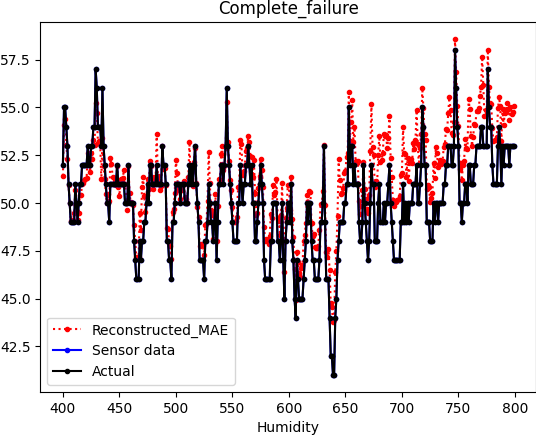 Complete_failure
57.5
55.0
52.5
50.0
47.5
45.0
42.5
Reconstructed_MAE
Sensor data
Actual
400 450 500 550 600 650 700 750 800
Humidity